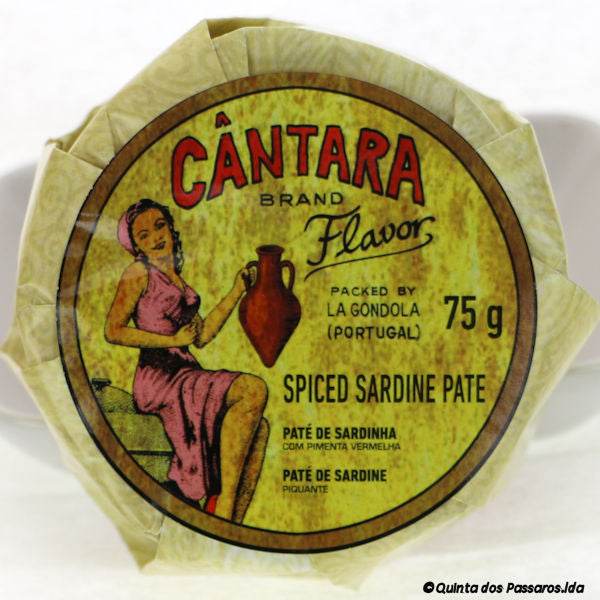 CÂNTARA
BRAND
Flavor
PACKED BY
LA GONDOLA
(PORTUGAL)
75 g
SPICED SARDINE PATE
PATÉ DE SARDINHA
COM PIMENTA VERMELHA
PATÉ DE SARDINE
PIQUANTE
© Quinta dos Passaros.lda